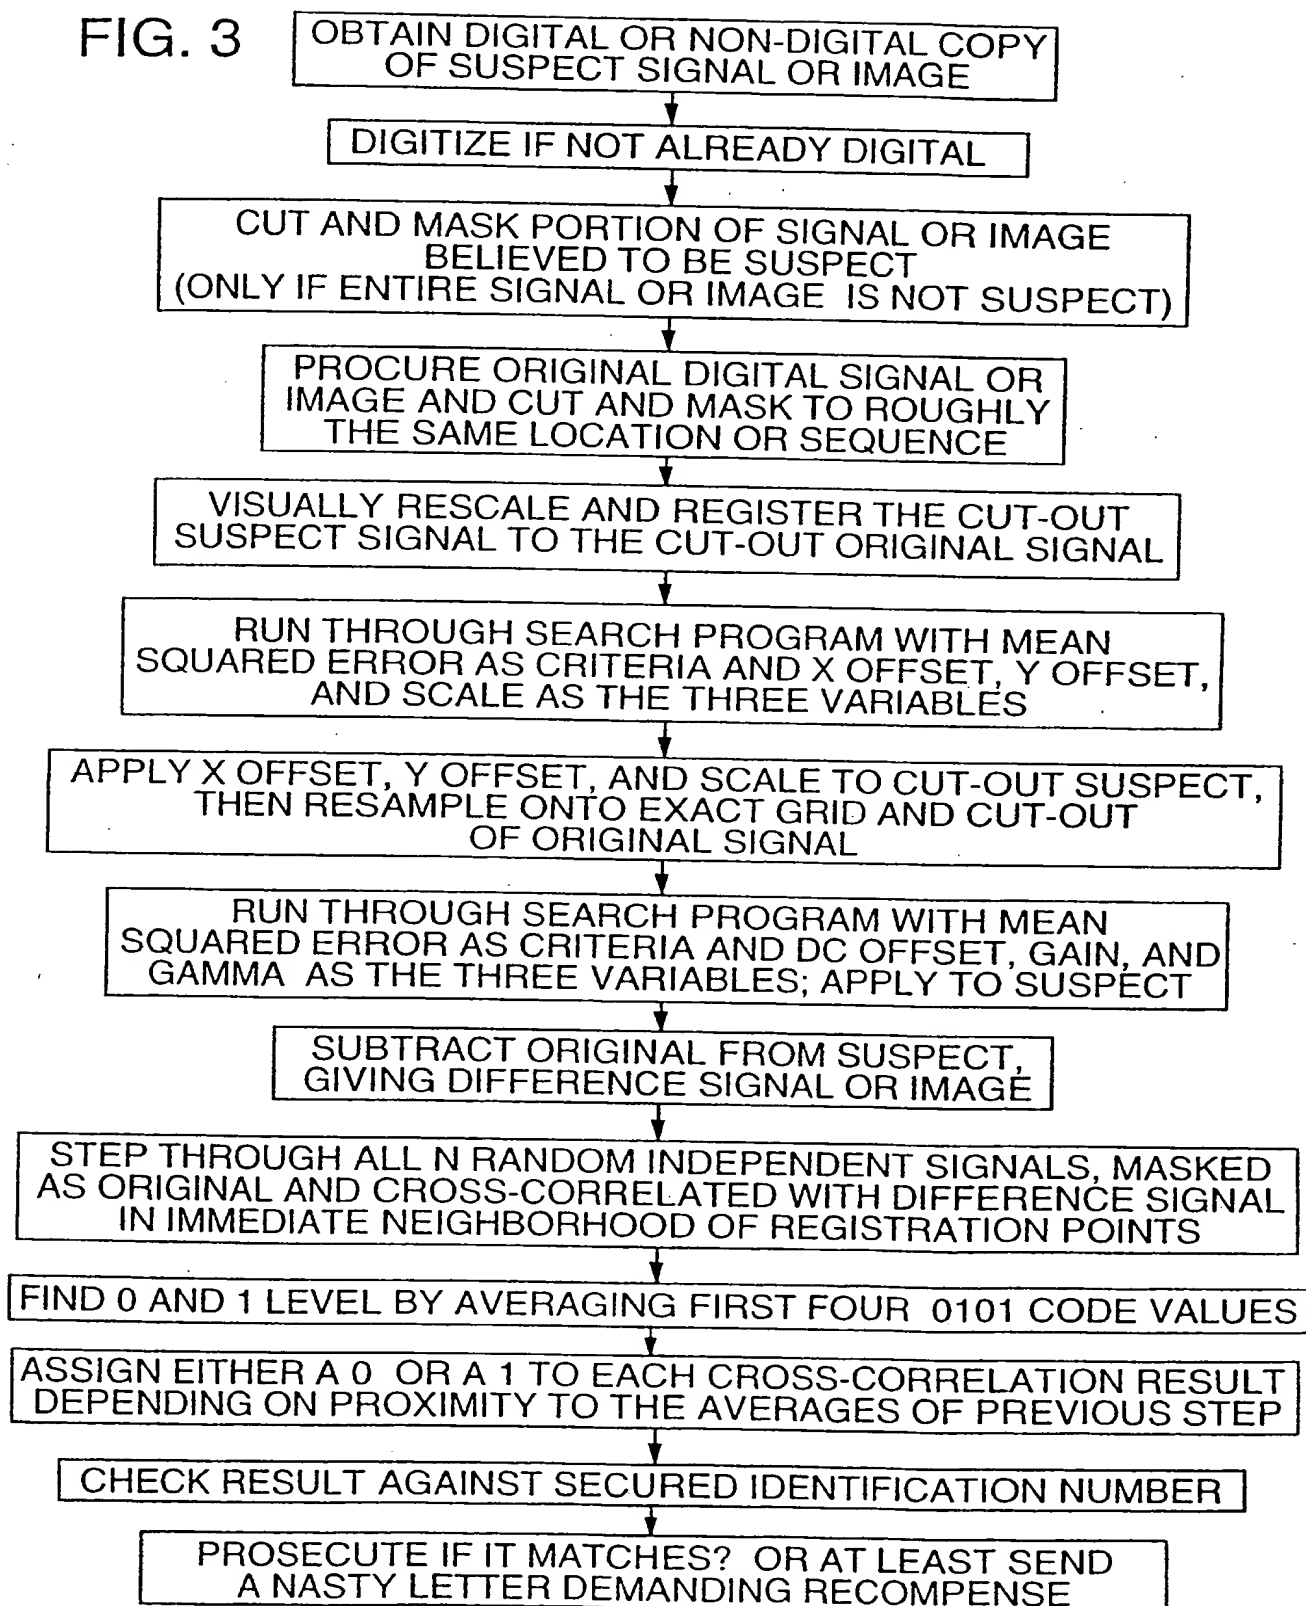 FIG. 3
OBTAIN DIGITAL OR NON-DIGITAL COPY
OF SUSPECT SIGNAL OR IMAGE
DIGITIZE IF NOT ALREADY DIGITAL
CUT AND MASK PORTION OF SIGNAL OR IMAGE
BELIEVED TO BE SUSPECT
(ONLY IF ENTIRE SIGNAL OR IMAGE IS NOT SUSPECT)
PROCURE ORIGINAL DIGITAL SIGNAL OR
IMAGE AND CUT AND MASK TO ROUGHLY
THE SAME LOCATION OR SEQUENCE
VISUALLY RESCALE AND REGISTER THE CUT-OUT
SUSPECT SIGNAL TO THE CUT-OUT ORIGINAL SIGNAL
RUN THROUGH SEARCH PROGRAM WITH MEAN
SQUARED ERROR AS CRITERIA AND X OFFSET, Y OFFSET,
AND SCALE AS THE THREE VARIABLES
APPLY X OFFSET, Y OFFSET, AND SCALE TO CUT-OUT SUSPECT,
THEN RESAMPLE ONTO EXACT GRID AND CUT-OUT
OF ORIGINAL SIGNAL
RUN THROUGH SEARCH PROGRAM WITH MEAN
SQUARED ERROR AS CRITERIA AND DC OFFSET, GAIN, AND
GAMMA AS THE THREE VARIABLES; APPLY TO SUSPECT
SUBTRACT ORIGINAL FROM SUSPECT,
GIVING DIFFERENCE SIGNAL OR IMAGE
STEP THROUGH ALL N RANDOM INDEPENDENT SIGNALS, MASKED
AS ORIGINAL AND CROSS-CORRELATED WITH DIFFERENCE SIGNAL
IN IMMEDIATE NEIGHBORHOOD OF REGISTRATION POINTS
FIND 0 AND 1 LEVEL BY AVERAGING FIRST FOUR 0101 CODE VALUES
ASSIGN EITHER A 0 OR A 1 TO EACH CROSS-CORRELATION RESULT
DEPENDING ON PROXIMITY TO THE AVERAGES OF PREVIOUS STEP
CHECK RESULT AGAINST SECURED IDENTIFICATION NUMBER
PROSECUTE IF IT MATCHES? OR AT LEAST SEND
A NASTY LETTER DEMANDING RECOMPENSE